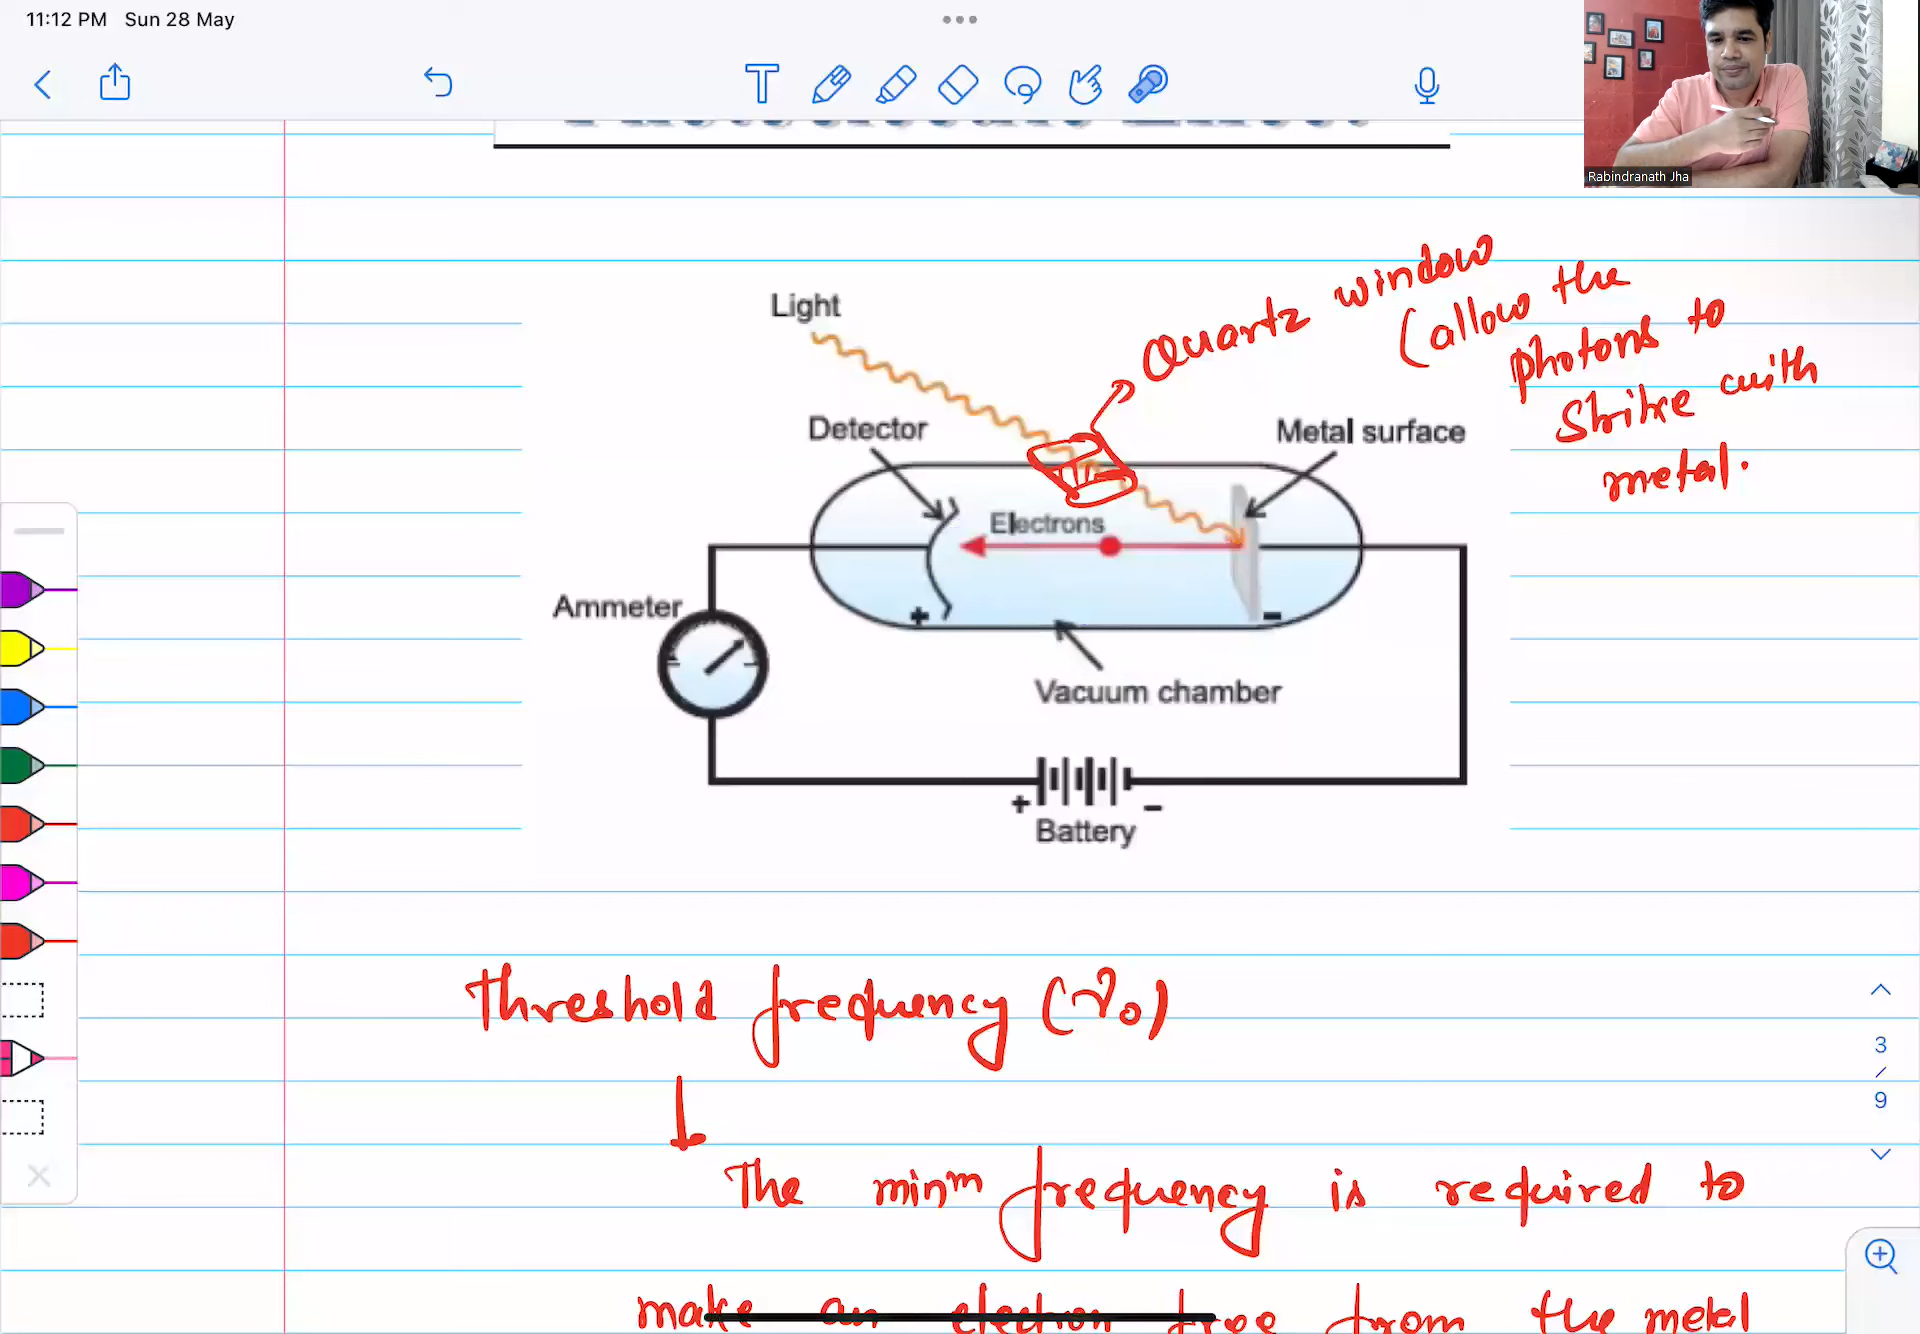 11:12 PM Sun 28 May
Rabindranath Jha
Photoelectric Effect
Light
Quartz window
(allow the
photons to
strike with
metal.
Detector
Metal surface
Electrons
+
-
Ammeter
Vacuum chamber
+ -
Battery
Threshold frequency (ν0)
3
/
9
The minm frequency is required to
make an electron free from the metal